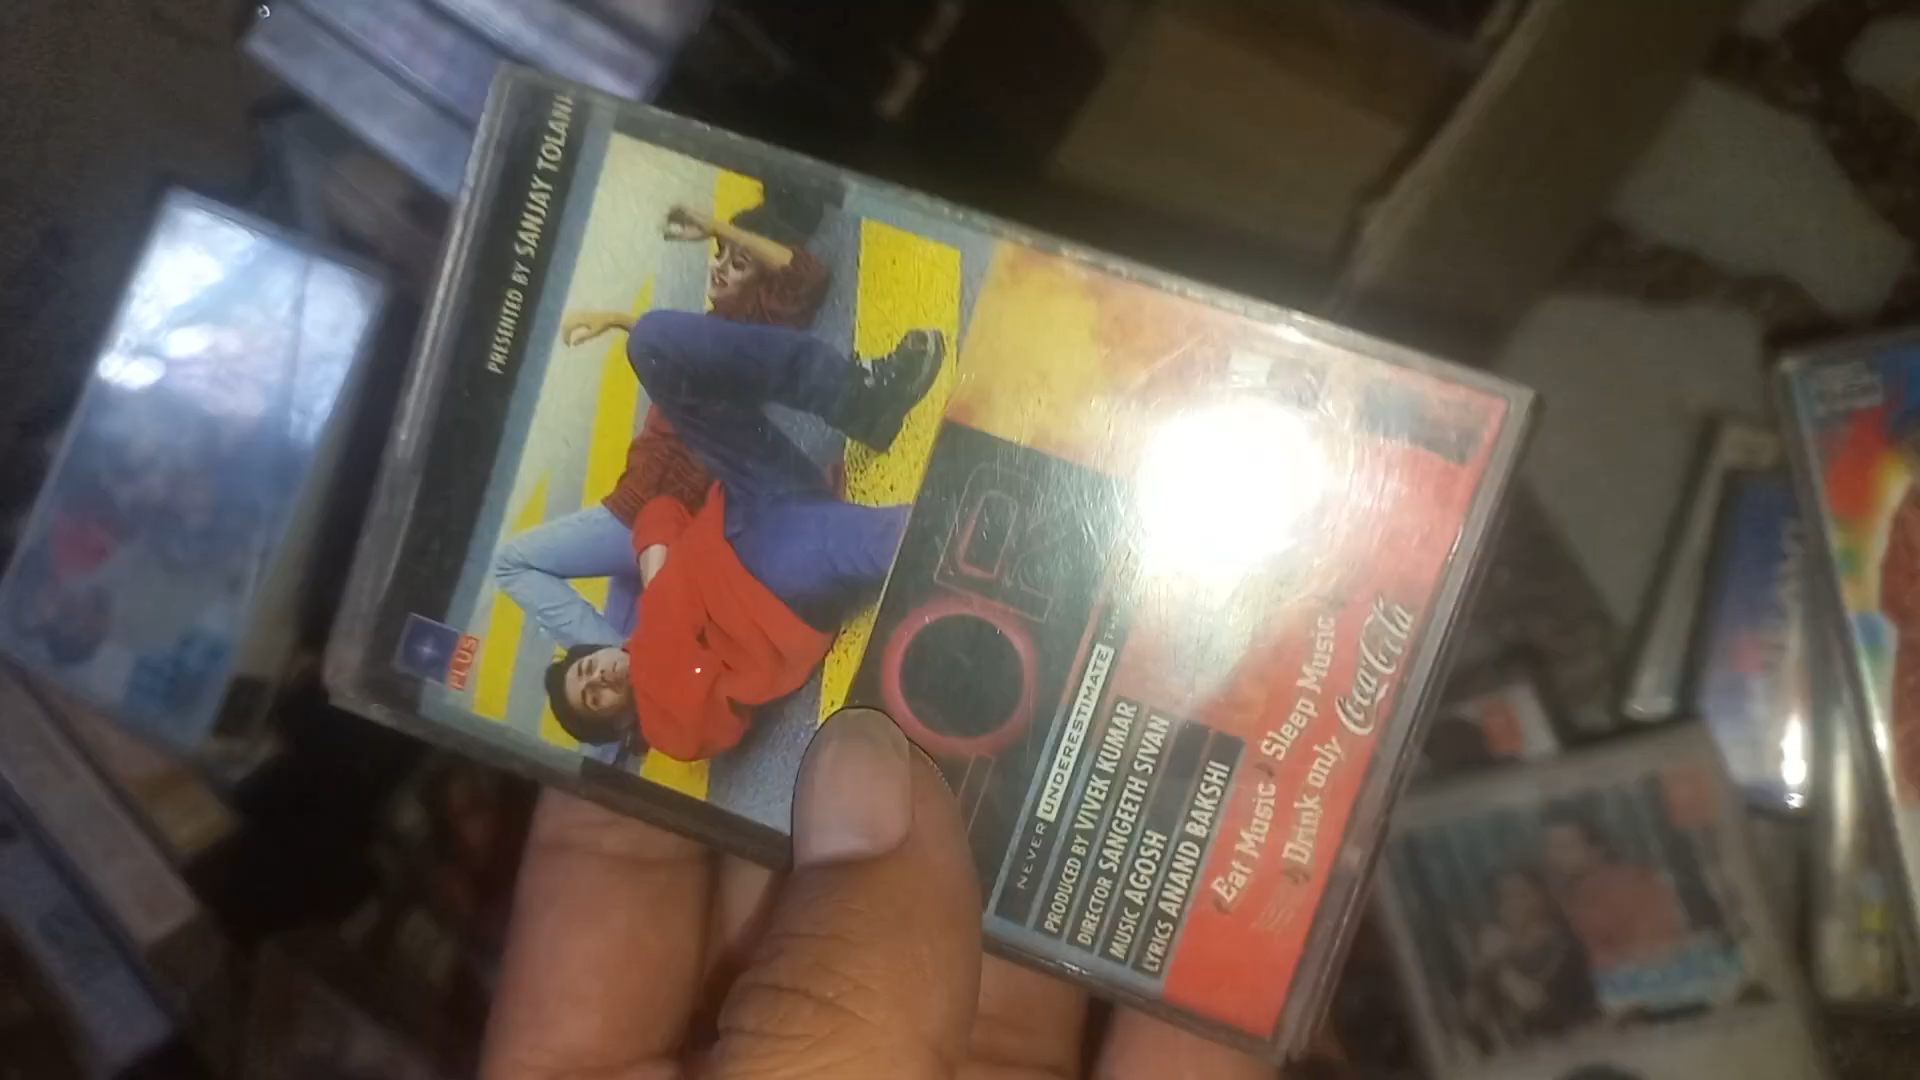 PRESENTED BY SANJAY TOLANI
PLUS
NEVER UNDERESTIMATE
PRODUCED BY VIVEK KUMAR
DIRECTOR SANGEETH SIVAN
MUSIC AGOSH
LYRICS ANAND BAKSHI
Eat Music Sleep Music
Drink only Coca-Cola